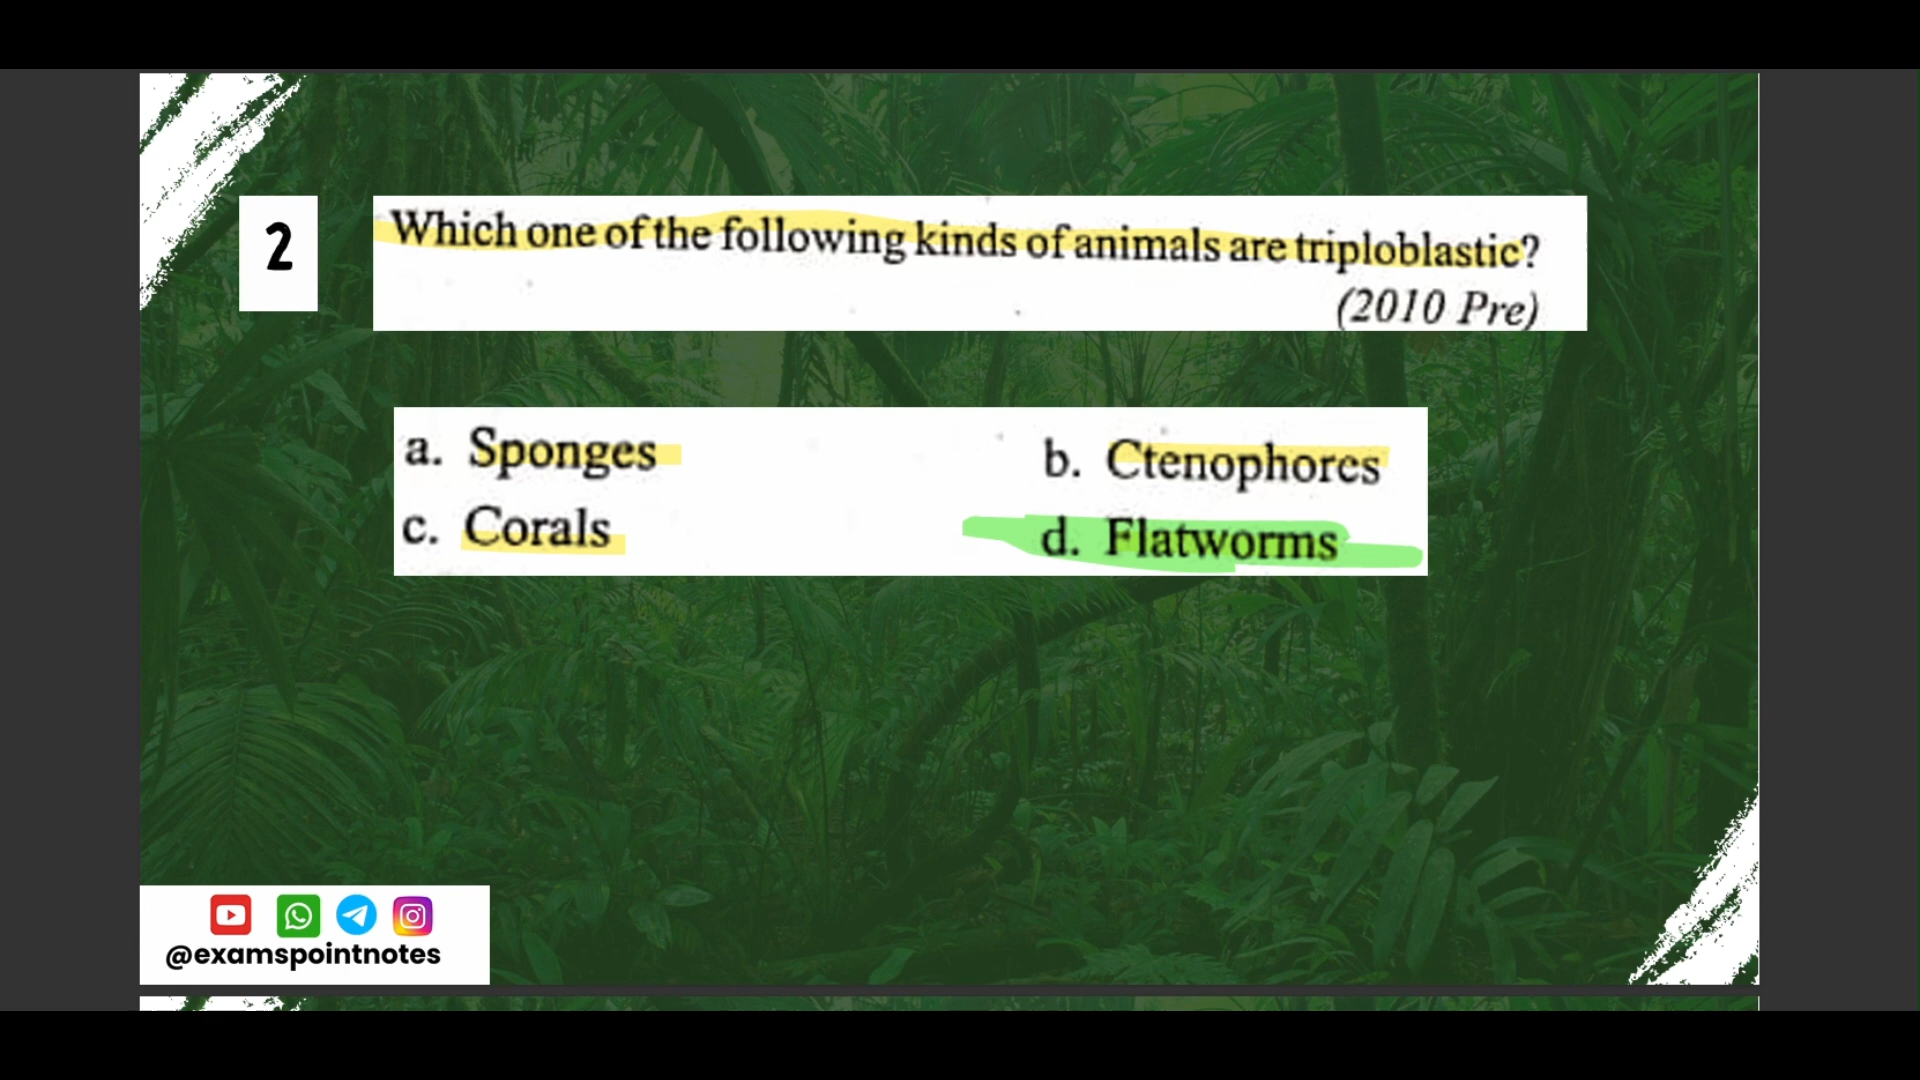 2
Which one of the following kinds of animals are triploblastic?
(2010 Pre)
a. Sponges
b. Ctenophores
c. Corals
d. Flatworms
@examspointnotes